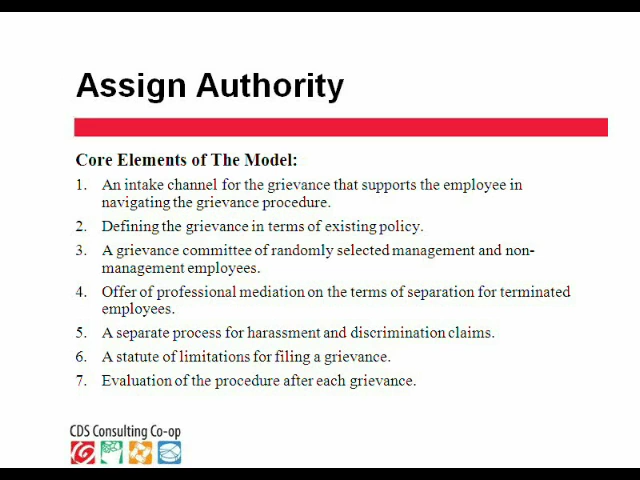 Assign Authority
Core Elements of The Model:
1. An intake channel for the grievance that supports the employee in
navigating the grievance procedure.
2. Defining the grievance in terms of existing policy.
3. A grievance committee of randomly selected management and non-
management employees.
4. Offer of professional mediation on the terms of separation for terminated
employees.
5. A separate process for harassment and discrimination claims.
6. A statute of limitations for filing a grievance.
7. Evaluation of the procedure after each grievance.
CDS Consulting Co-op